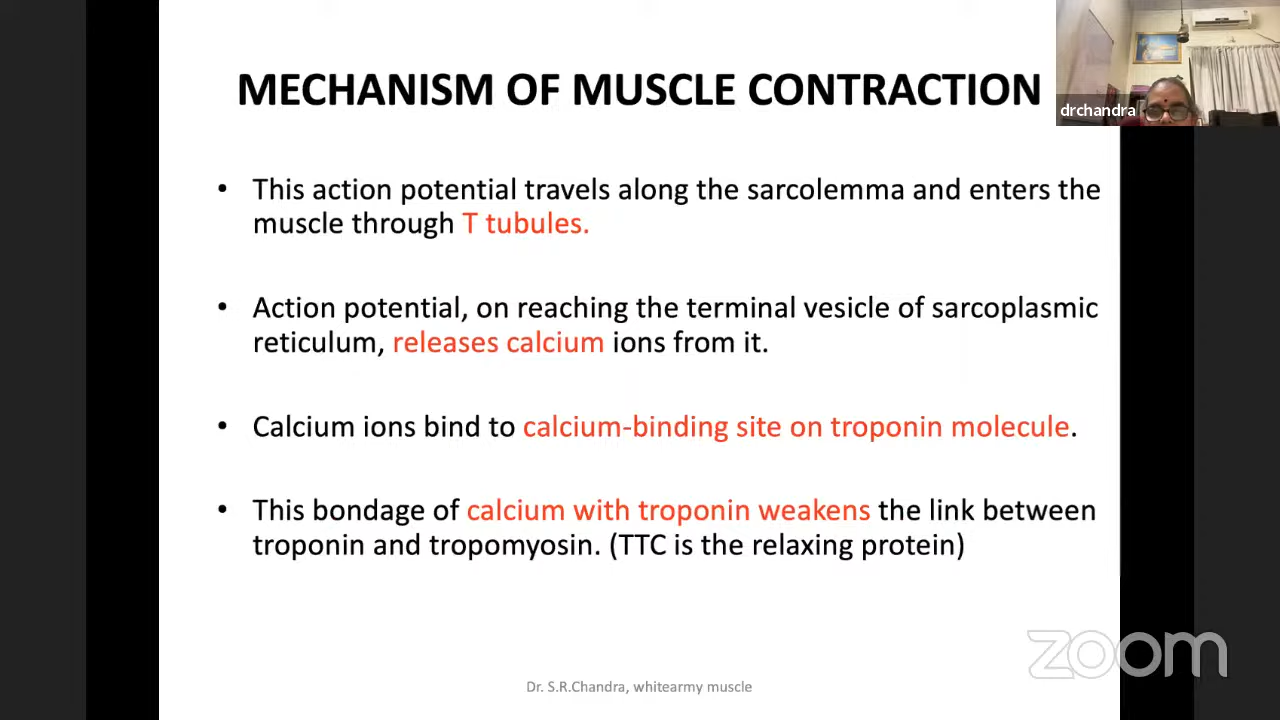 MECHANISM OF MUSCLE CONTRACTION
drchandra
• This action potential travels along the sarcolemma and enters the
muscle through T tubules.
• Action potential, on reaching the terminal vesicle of sarcoplasmic
reticulum, releases calcium ions from it.
• Calcium ions bind to calcium-binding site on troponin molecule.
• This bondage of calcium with troponin weakens the link between
troponin and tropomyosin. (TTC is the relaxing protein)
zoom
Dr. S.R.Chandra, whitearmy muscle